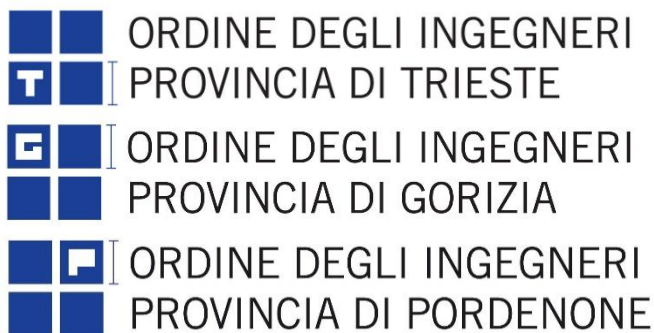 ORDINE DEGLI INGEGNERI
T PROVINCIA DI TRIESTE
G ORDINE DEGLI INGEGNERI
PROVINCIA DI GORIZIA
P ORDINE DEGLI INGEGNERI
PROVINCIA DI PORDENONE